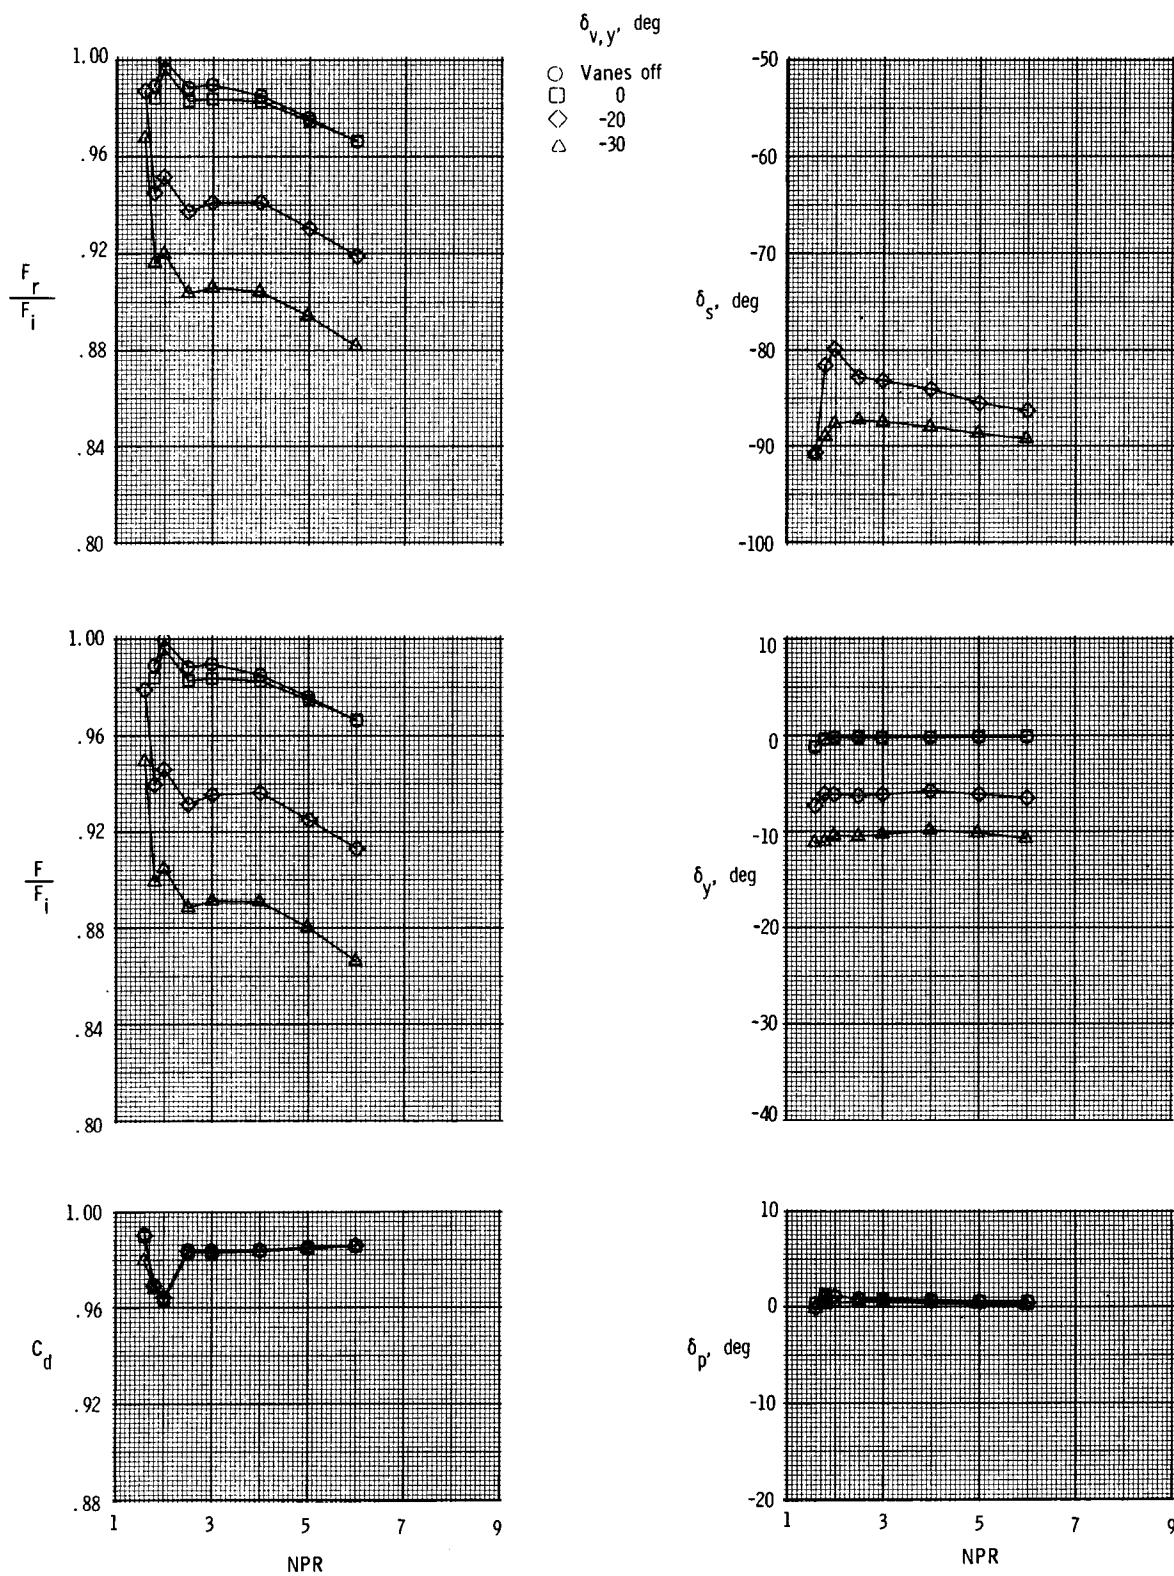 δv,y, deg
○ Vanes off
□ 0
◇ -20
△ -30
1.00
.96
.92
.88
.84
.80
Fr
Fi
-50
-60
-70
-80
-90
-100
δs, deg
1.00
.96
.92
.88
.84
.80
F
Fi
10
0
-10
-20
-30
-40
δy, deg
1.00
.96
.92
.88
Cd
1 3 5 7 9
NPR
10
0
-10
-20
δp, deg
1 3 5 7 9
NPR